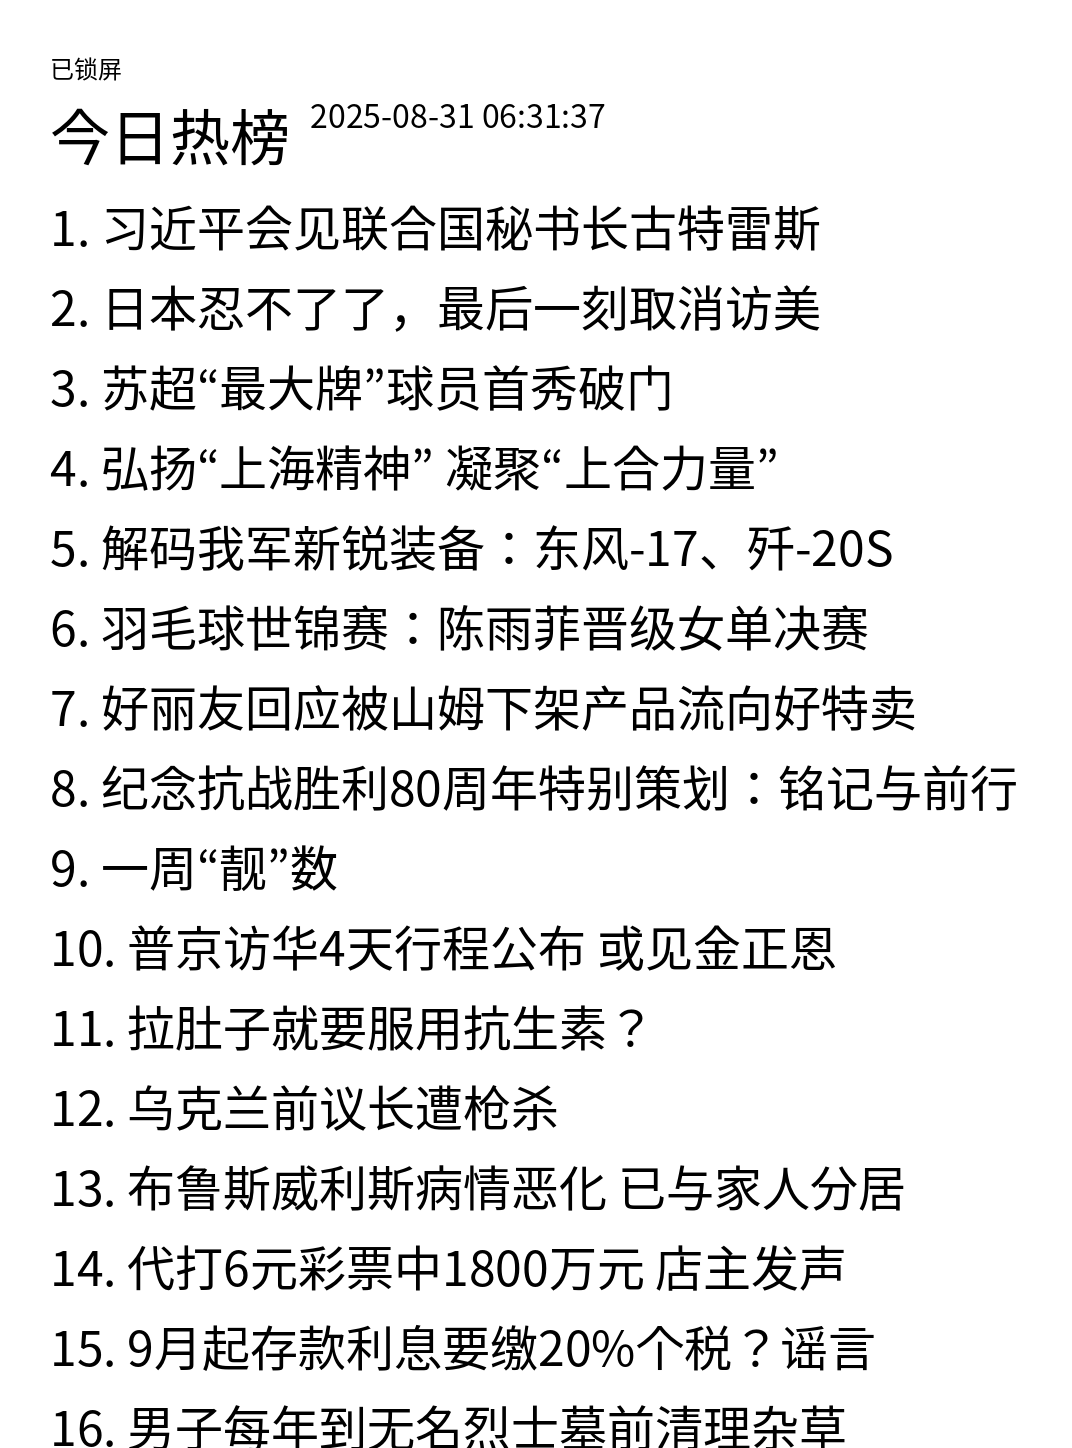 已锁屏
今日热榜 2025-08-31 06:31:37
1. 习近平会见联合国秘书长古特雷斯
2. 日本忍不了了，最后一刻取消访美
3. 苏超“最大牌”球员首秀破门
4. 弘扬“上海精神” 凝聚“上合力量”
5. 解码我军新锐装备：东风-17、歼-20S
6. 羽毛球世锦赛：陈雨菲晋级女单决赛
7. 好丽友回应被山姆下架产品流向好特卖
8. 纪念抗战胜利80周年特别策划：铭记与前行
9. 一周“靓”数
10. 普京访华4天行程公布 或见金正恩
11. 拉肚子就要服用抗生素？
12. 乌克兰前议长遭枪杀
13. 布鲁斯威利斯病情恶化 已与家人分居
14. 代打6元彩票中1800万元 店主发声
15. 9月起存款利息要缴20%个税？谣言
16. 男子每年到无名烈士墓前清理杂草